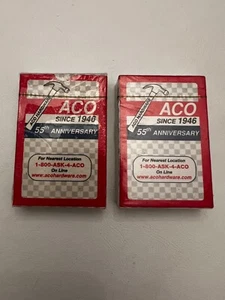 ACO HARDWARE
ACO
SINCE 1946
55th ANNIVERSARY
For Nearest Location
1-800-ASK-4-ACO
On Line
www.acohardware.com
ACO HARDWARE
ACO
SINCE 1946
55th ANNIVERSARY
For Nearest Location
1-800-ASK-4-ACO
On Line
www.acohardware.com